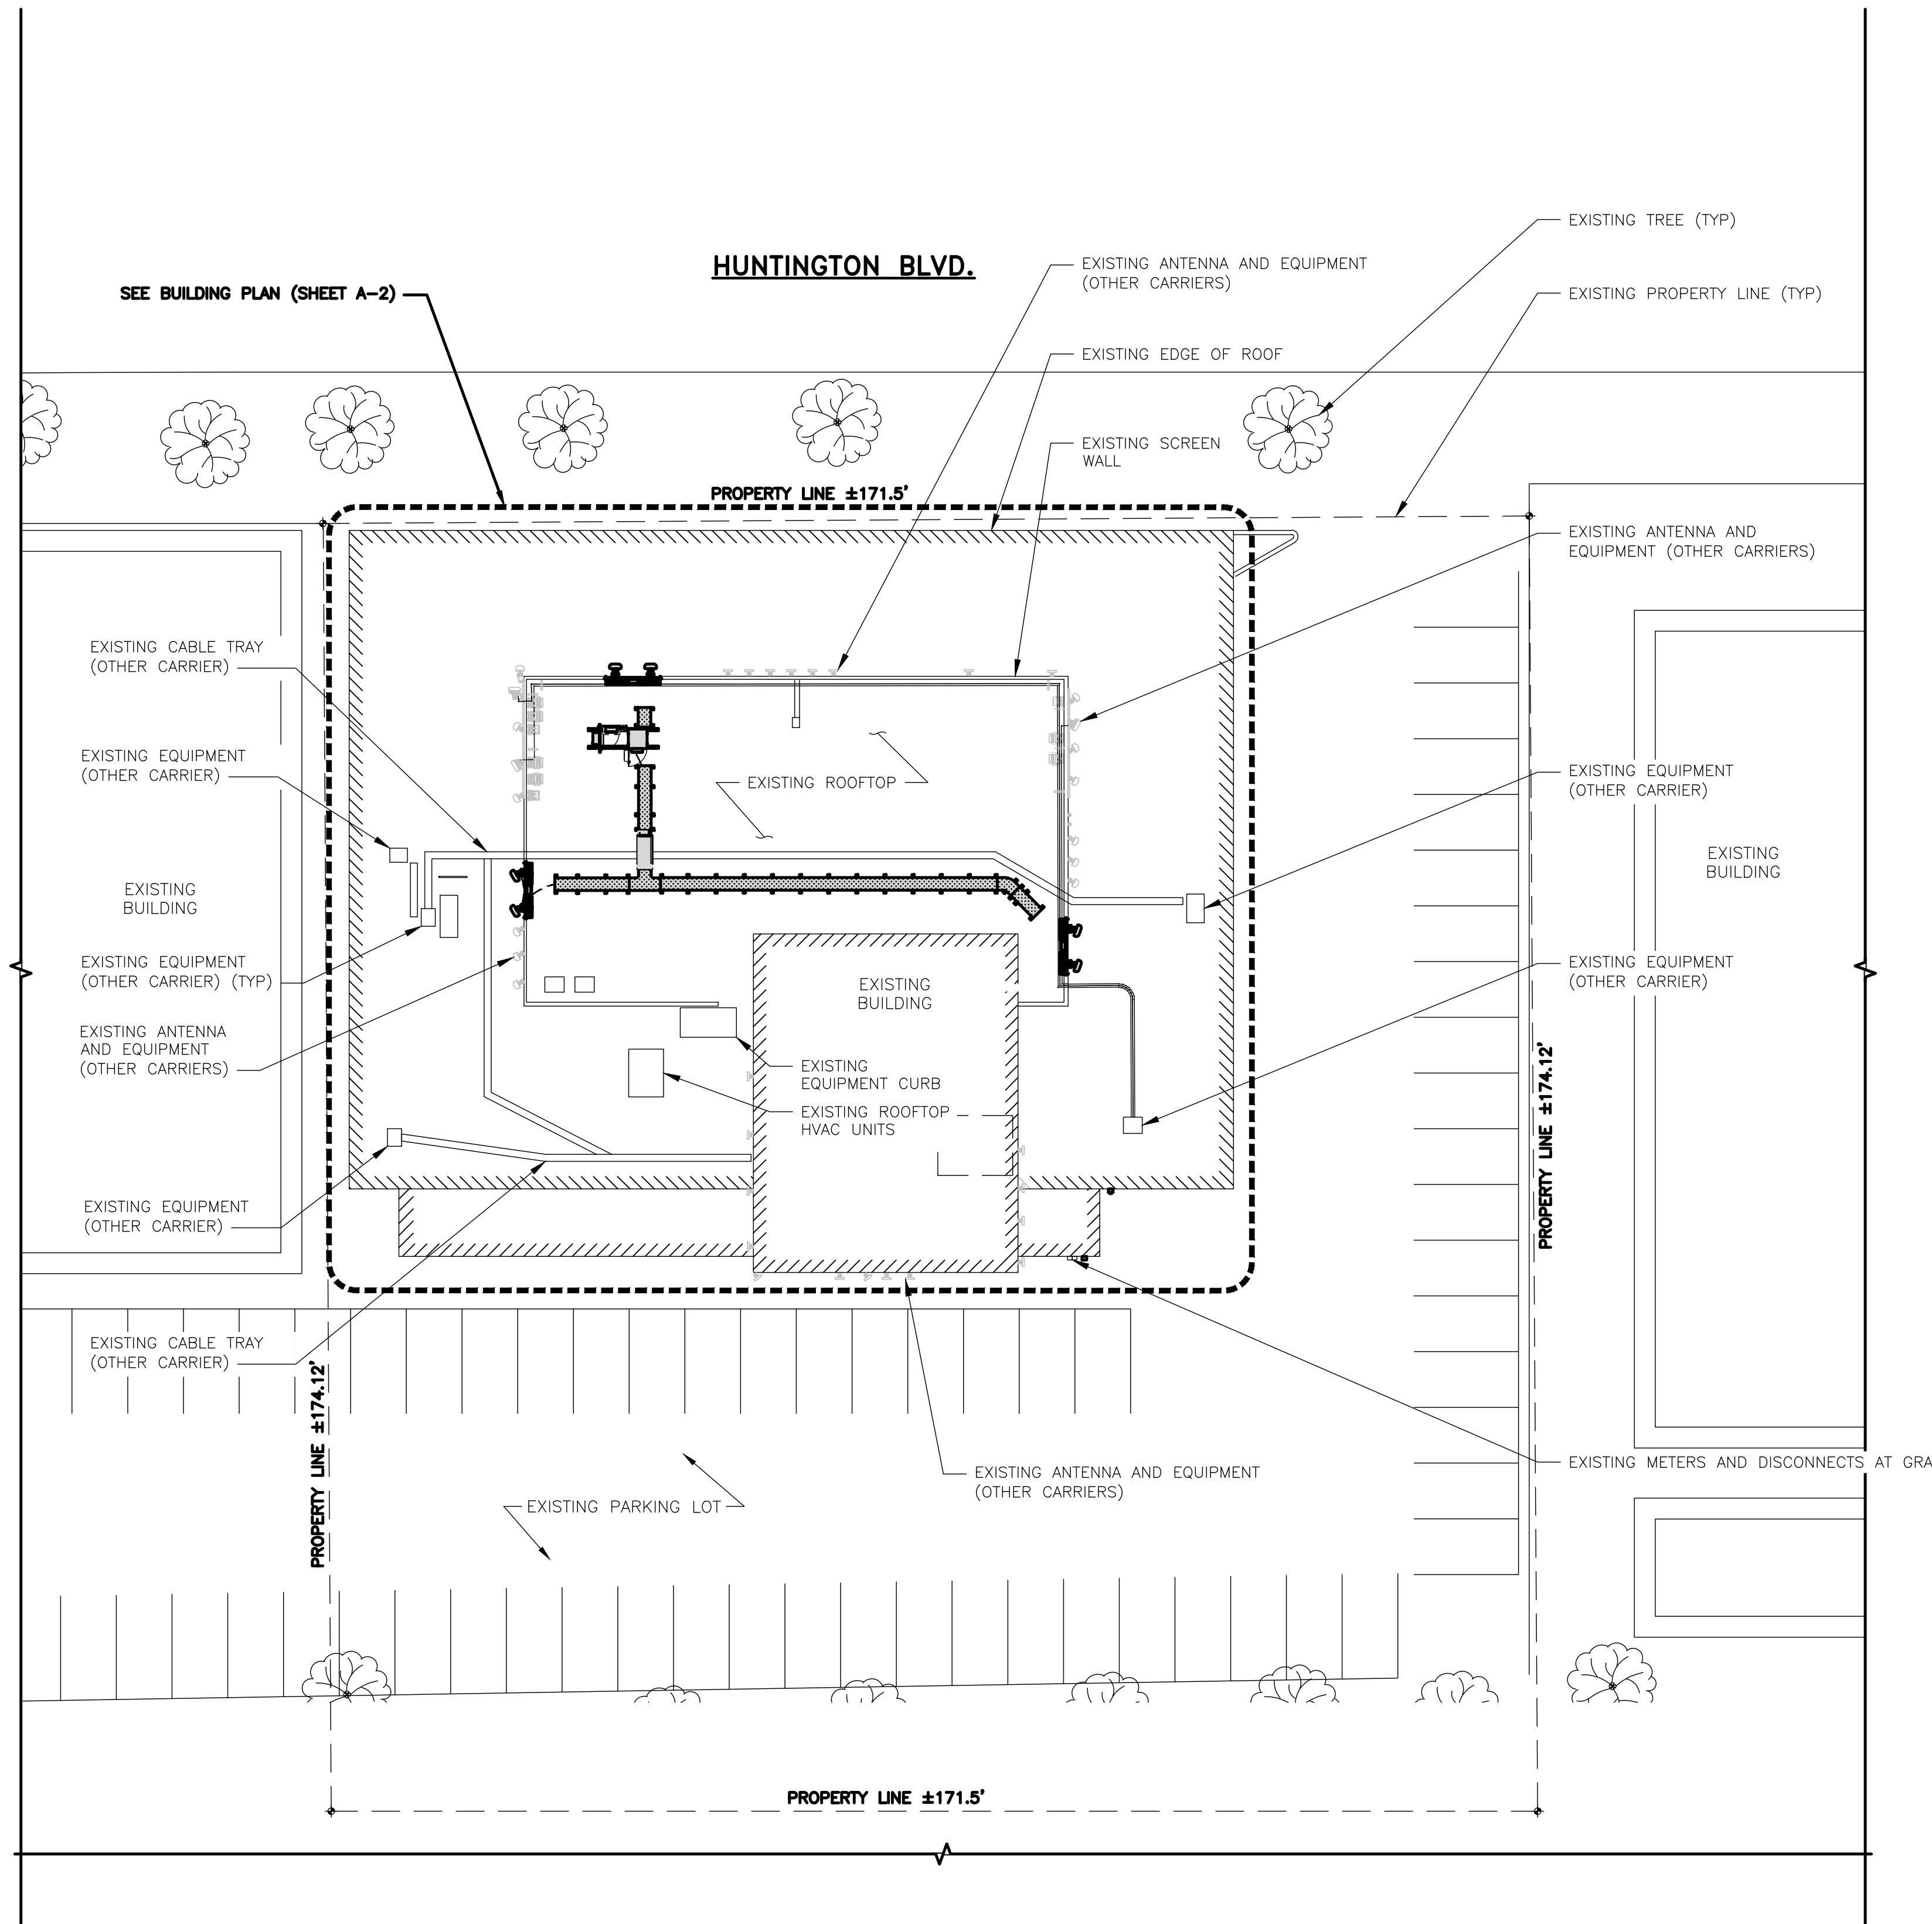 HUNTINGTON BLVD.
SEE BUILDING PLAN (SHEET A-2)
EXISTING ANTENNA AND EQUIPMENT
(OTHER CARRIERS)
EXISTING TREE (TYP)
EXISTING PROPERTY LINE (TYP)
EXISTING EDGE OF ROOF
EXISTING SCREEN
WALL
PROPERTY LINE ±171.5'
EXISTING ANTENNA AND
EQUIPMENT (OTHER CARRIERS)
EXISTING CABLE TRAY
(OTHER CARRIER)
EXISTING EQUIPMENT
(OTHER CARRIER)
EXISTING ROOFTOP
EXISTING EQUIPMENT
(OTHER CARRIER)
EXISTING
BUILDING
EXISTING
BUILDING
EXISTING EQUIPMENT
(OTHER CARRIER) (TYP)
EXISTING
BUILDING
EXISTING EQUIPMENT
(OTHER CARRIER)
EXISTING ANTENNA
AND EQUIPMENT
(OTHER CARRIERS)
EXISTING
EQUIPMENT CURB
EXISTING ROOFTOP
HVAC UNITS
PROPERTY LINE ±174.12'
EXISTING EQUIPMENT
(OTHER CARRIER)
EXISTING CABLE TRAY
(OTHER CARRIER)
PROPERTY LINE ±174.12'
EXISTING ANTENNA AND EQUIPMENT
(OTHER CARRIERS)
EXISTING METERS AND DISCONNECTS AT GRA
EXISTING PARKING LOT
PROPERTY LINE ±171.5'